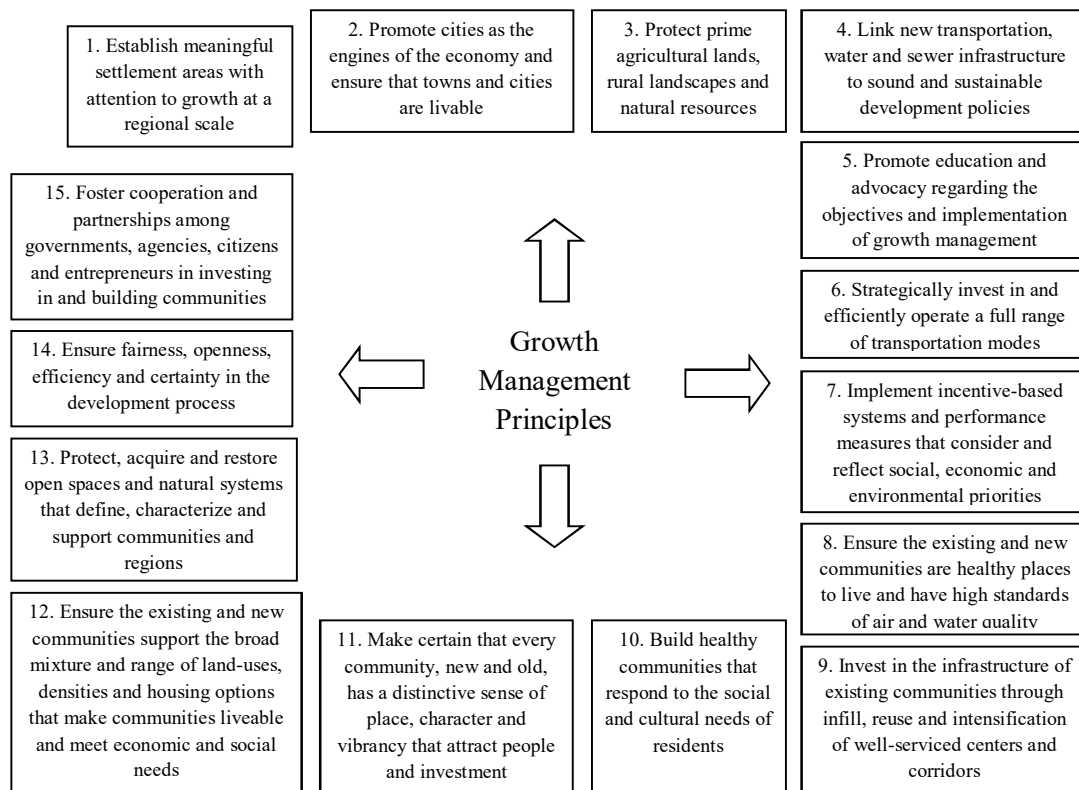 1. Establish meaningful
settlement areas with
attention to growth at a
regional scale
2. Promote cities as the
engines of the economy and
ensure that towns and cities
are livable
3. Protect prime
agricultural lands,
rural landscapes and
natural resources
4. Link new transportation,
water and sewer infrastructure
to sound and sustainable
development policies
5. Promote education and
advocacy regarding the
objectives and implementation
of growth management
6. Strategically invest in and
efficiently operate a full range
of transportation modes
7. Implement incentive-based
systems and performance
measures that consider and
reflect social, economic and
environmental priorities
8. Ensure the existing and new
communities are healthy places
to live and have high standards
of air and water quality
9. Invest in the infrastructure of
existing communities through
infill, reuse and intensification
of well-serviced centers and
corridors
10. Build healthy
communities that
respond to the social
and cultural needs of
residents
11. Make certain that every
community, new and old,
has a distinctive sense of
place, character and
vibrancy that attract people
and investment
12. Ensure the existing and new
communities support the broad
mixture and range of land-uses,
densities and housing options
that make communities liveable
and meet economic and social
needs
13. Protect, acquire and restore
open spaces and natural systems
that define, characterize and
support communities and
regions
14. Ensure fairness, openness,
efficiency and certainty in the
development process
15. Foster cooperation and
partnerships among
governments, agencies, citizens
and entrepreneurs in investing
in and building communities
Growth
Management
Principles